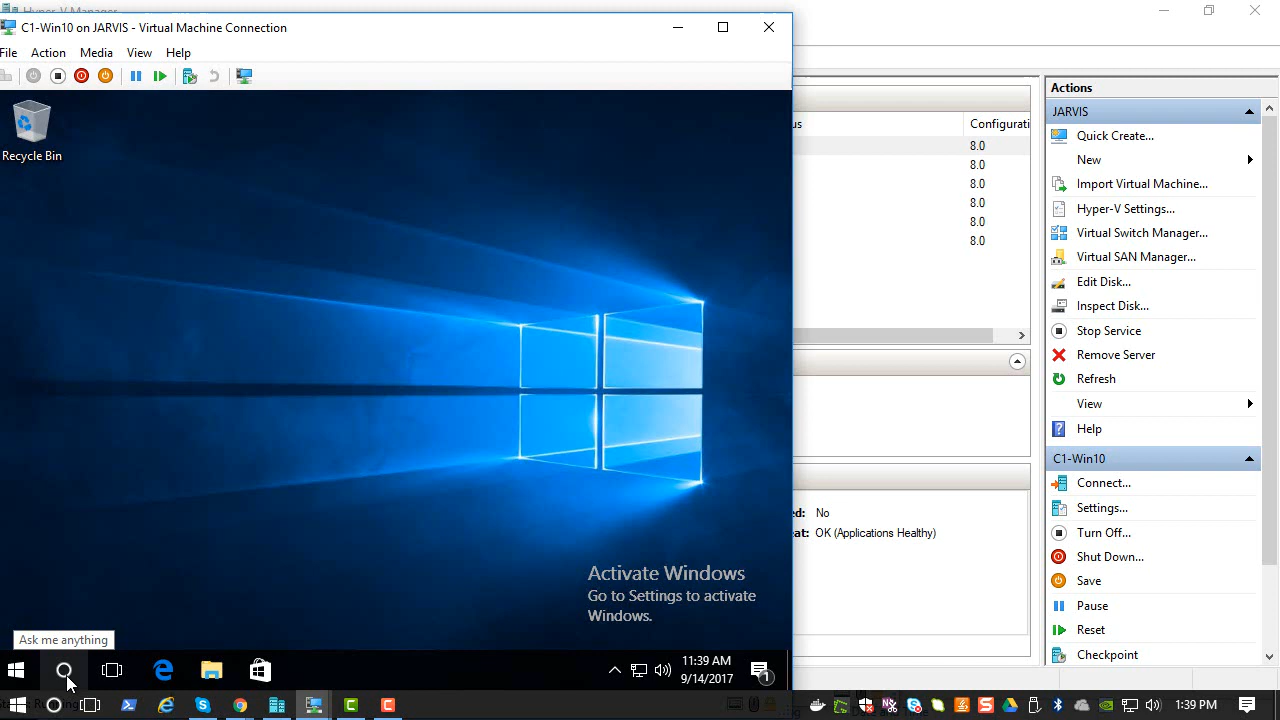 Hyper-V Manager
C1-Win10 on JARVIS - Virtual Machine Connection
File Action Media View Help
Recycle Bin
Activate Windows
Go to Settings to activate
Windows.
Ask me anything
11:39 AM
9/14/2017
1
us Configurati
8.0
8.0
8.0
8.0
8.0
8.0
ed: No
eat: OK (Applications Healthy)
Actions
JARVIS
Quick Create...
New
Import Virtual Machine...
Hyper-V Settings...
Virtual Switch Manager...
Virtual SAN Manager...
Edit Disk...
Inspect Disk...
Stop Service
Remove Server
Refresh
View
Help
C1-Win10
Connect...
Settings...
Turn Off...
Shut Down...
Save
Pause
Reset
Checkpoint
1:39 PM